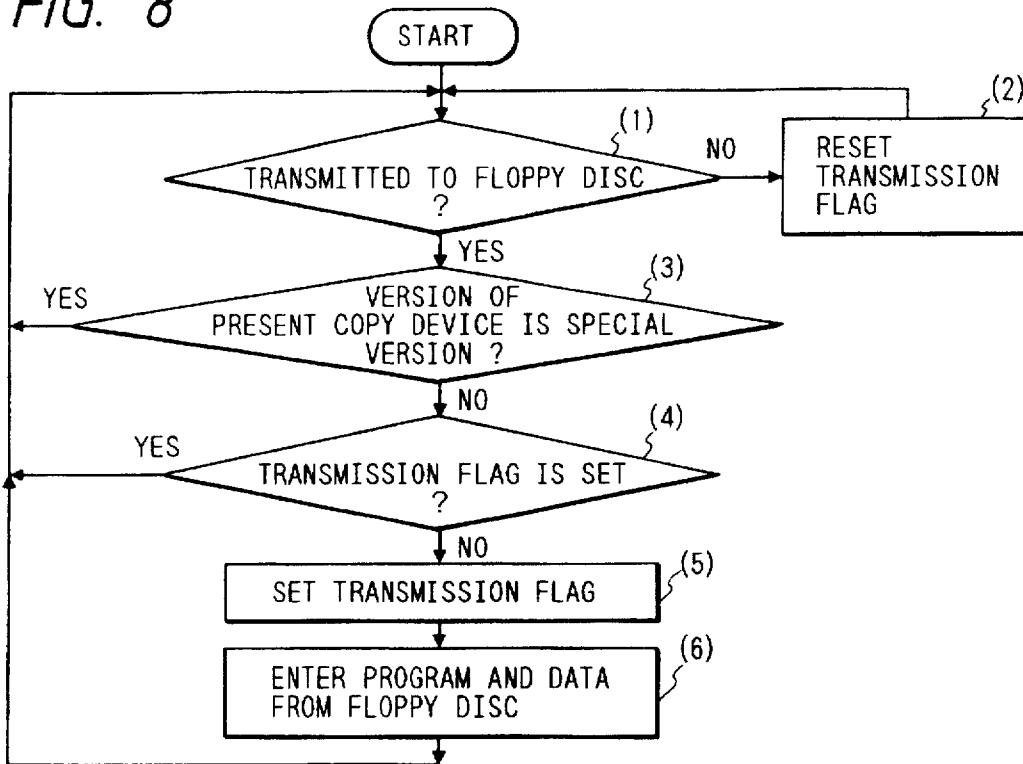 FIG. 8
START
(1)
TRANSMITTED TO FLOPPY DISC
?
NO
(2)
RESET
TRANSMISSION
FLAG
YES
(3)
VERSION OF
PRESENT COPY DEVICE IS SPECIAL
VERSION ?
YES
NO
(4)
TRANSMISSION FLAG IS SET
?
YES
NO
(5)
SET TRANSMISSION FLAG
(6)
ENTER PROGRAM AND DATA
FROM FLOPPY DISC